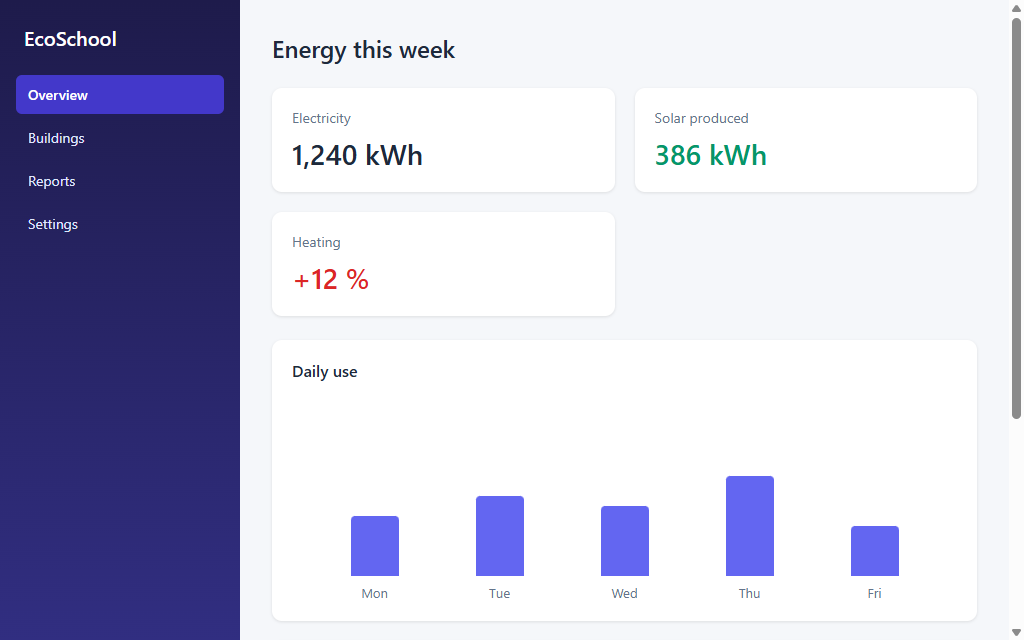 EcoSchool
Overview
Buildings
Reports
Settings
Energy this week
Electricity
1,240 kWh
Solar produced
386 kWh
Heating
+12 %
Daily use
Mon Tue Wed Thu Fri